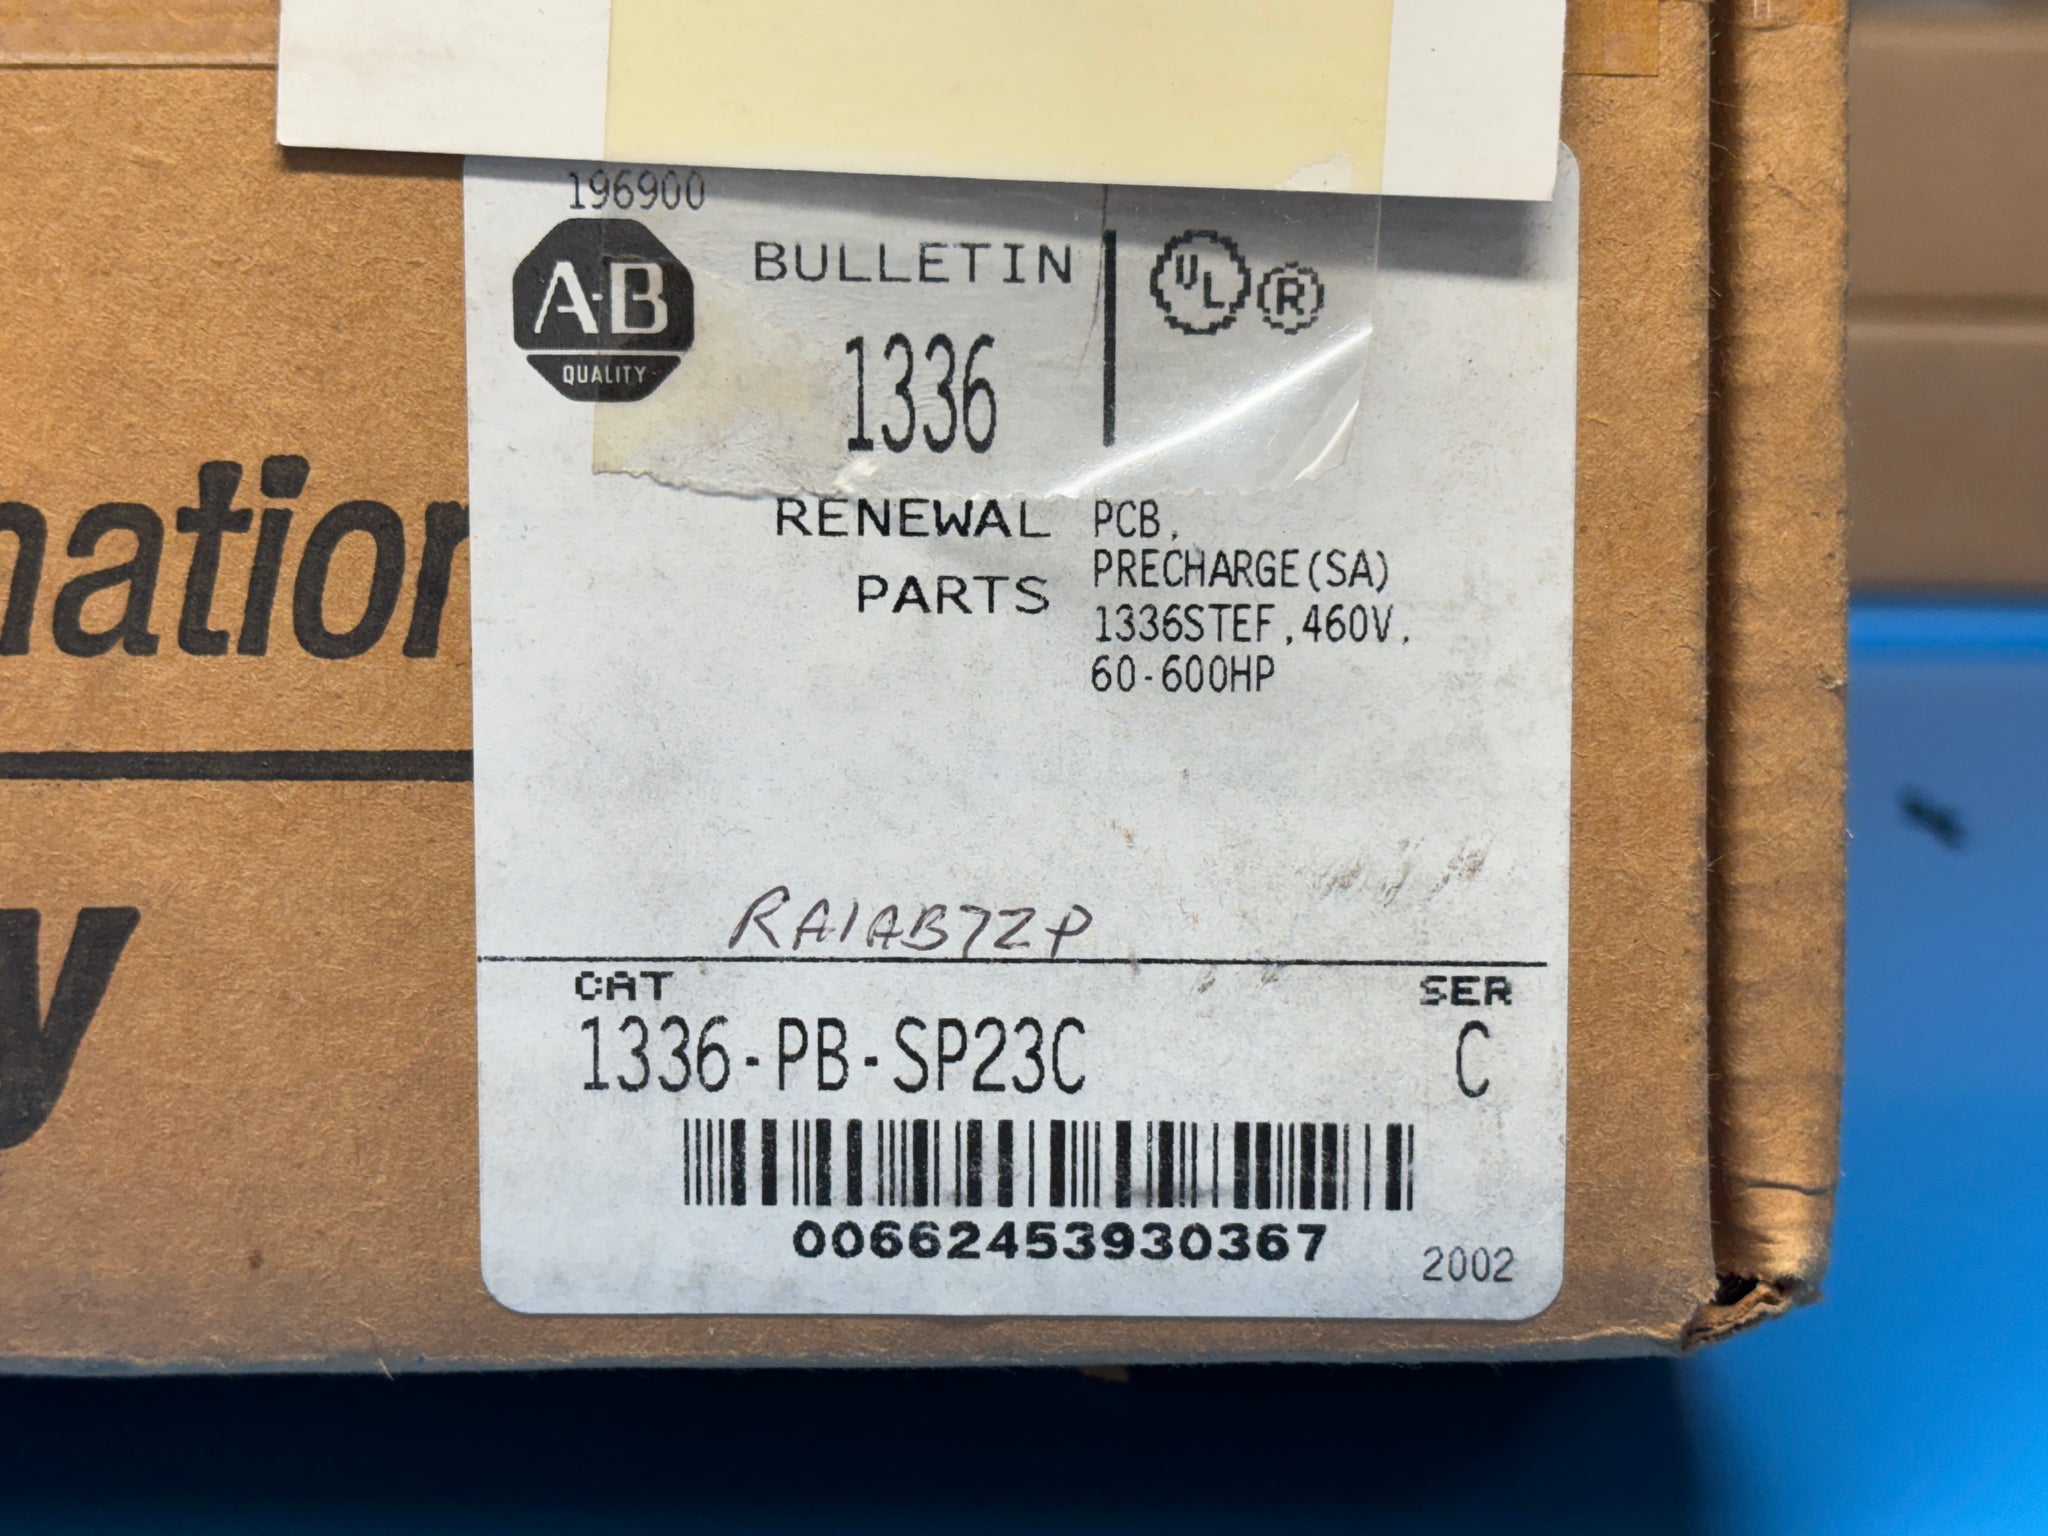 196900
A-B
QUALITY
BULLETIN
1336
UL R
RENEWAL
PARTS
PCB,
PRECHARGE(SA)
1336STEF,460V,
60-600HP
RA1AB7ZP
CAT
1336-PB-SP23C
SER
C
00662453930367
2002